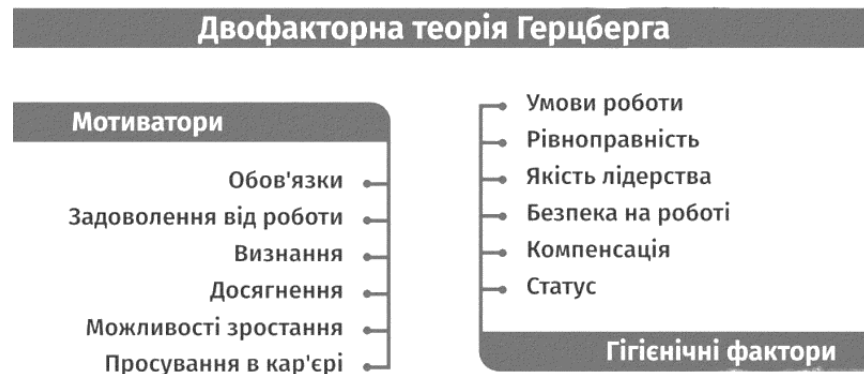 Двофакторна теорія Герцберга
Мотиватори
Обов'язки
Задоволення від роботи
Визнання
Досягнення
Можливості зростання
Просування в кар'єрі
Умови роботи
Рівноправність
Якість лідерства
Безпека на роботі
Компенсація
Статус
Гігієнічні фактори